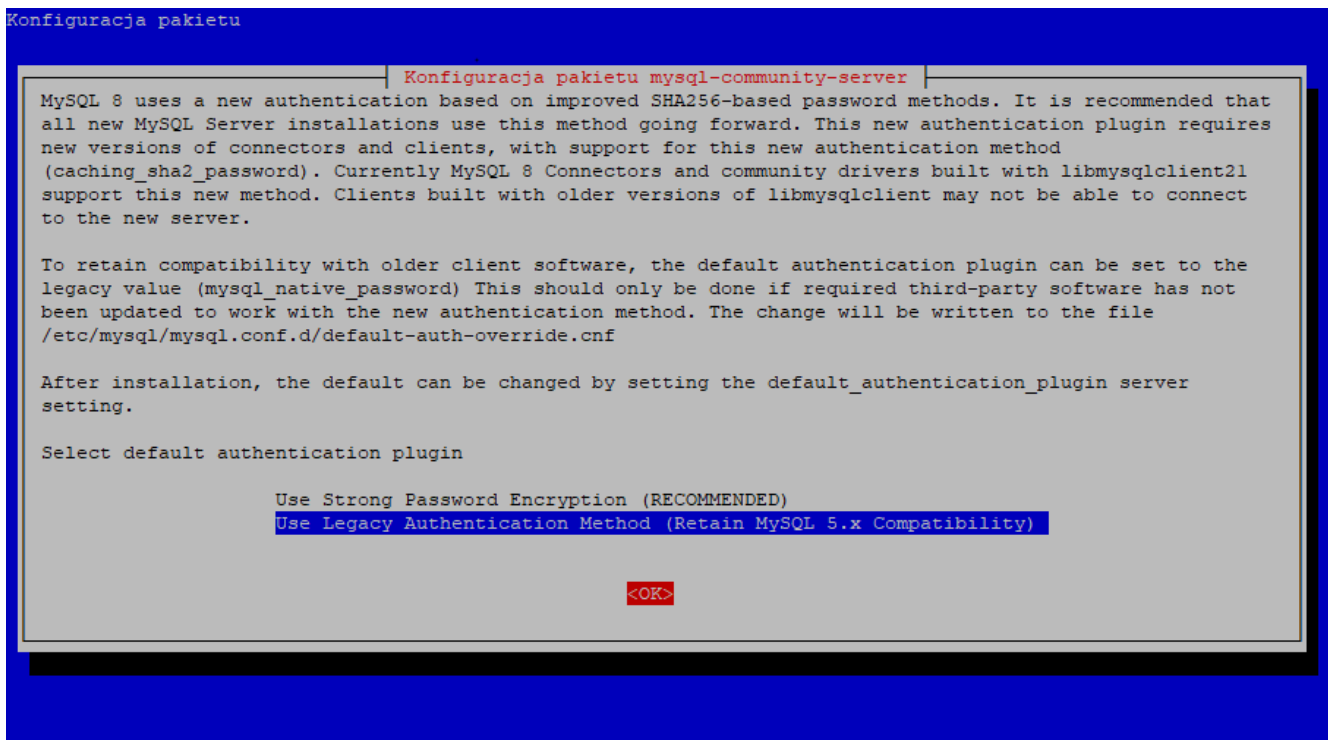 Konfiguracja pakietu
Konfiguracja pakietu mysql-community-server
MySQL 8 uses a new authentication based on improved SHA256-based password methods. It is recommended that
all new MySQL Server installations use this method going forward. This new authentication plugin requires
new versions of connectors and clients, with support for this new authentication method
(caching_sha2_password). Currently MySQL 8 Connectors and community drivers built with libmysqlclient21
support this new method. Clients built with older versions of libmysqlclient may not be able to connect
to the new server.
To retain compatibility with older client software, the default authentication plugin can be set to the
legacy value (mysql_native_password) This should only be done if required third-party software has not
been updated to work with the new authentication method. The change will be written to the file
/etc/mysql/mysql.conf.d/default-auth-override.cnf
After installation, the default can be changed by setting the default_authentication_plugin server
setting.
Select default authentication plugin
Use Strong Password Encryption (RECOMMENDED)
Use Legacy Authentication Method (Retain MySQL 5.x Compatibility)
<OK>